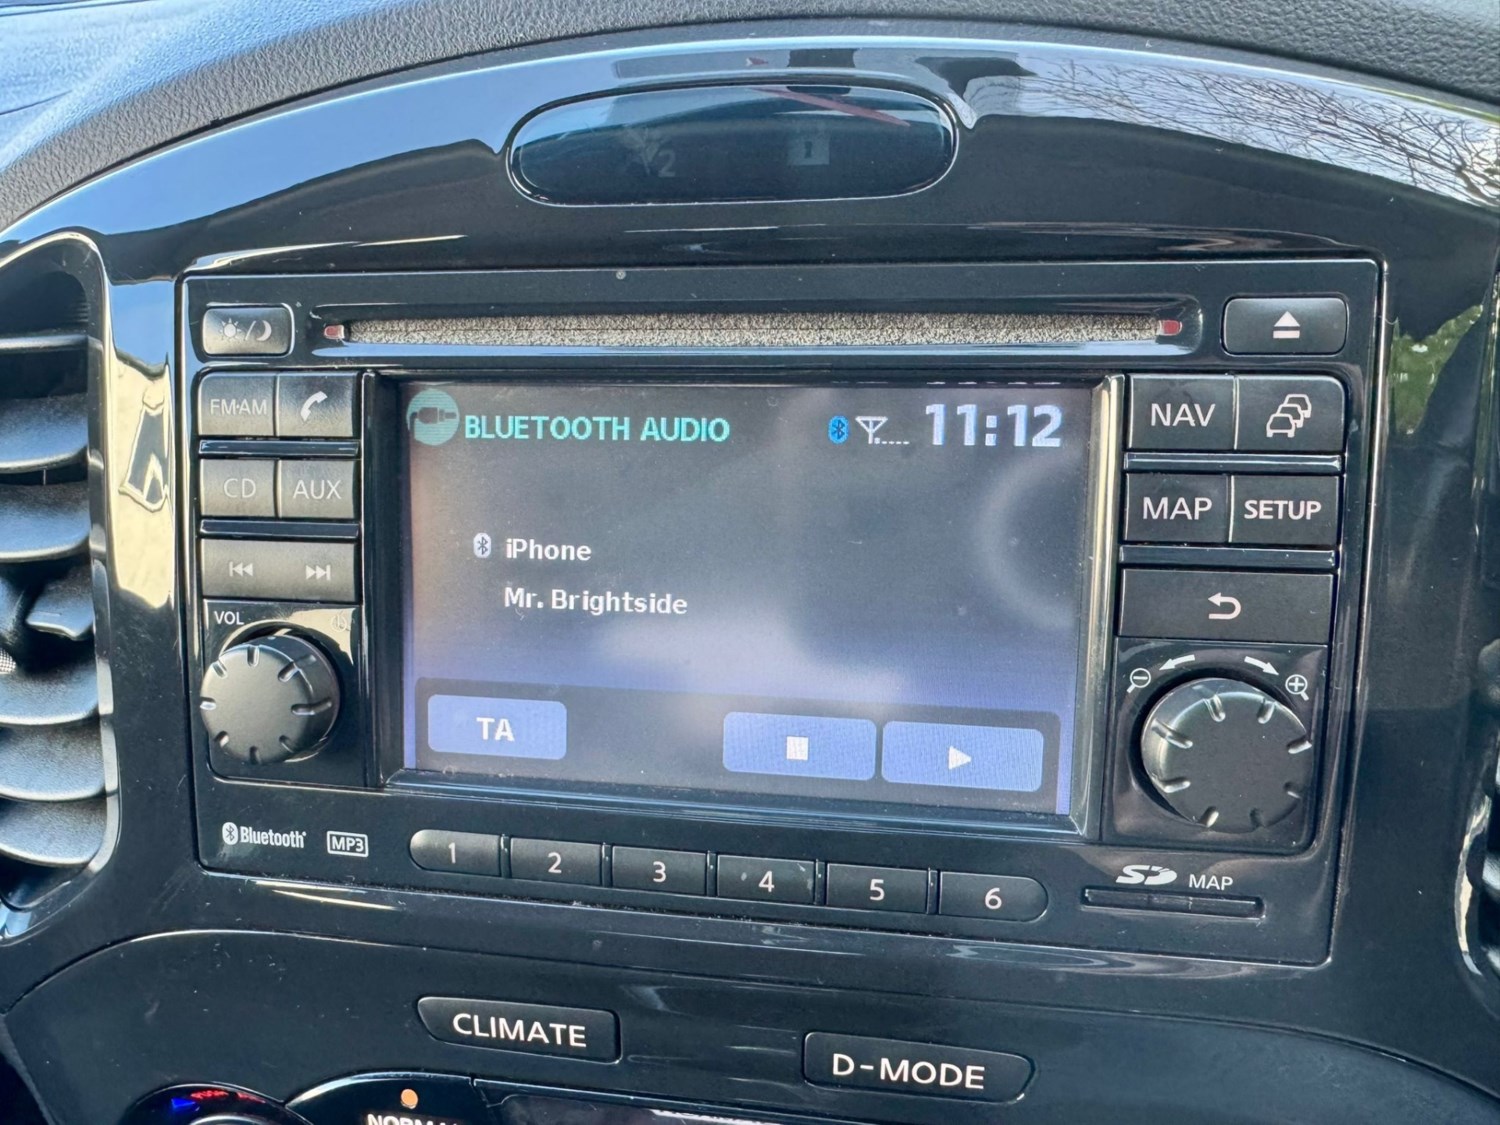 FM·AM
CD AUX
VOL
BLUETOOTH AUDIO 11:12
iPhone
Mr. Brightside
TA
NAV
MAP SETUP
Bluetooth MP3
1 2 3 4 5 6
SD MAP
CLIMATE
D-MODE
NORMAL